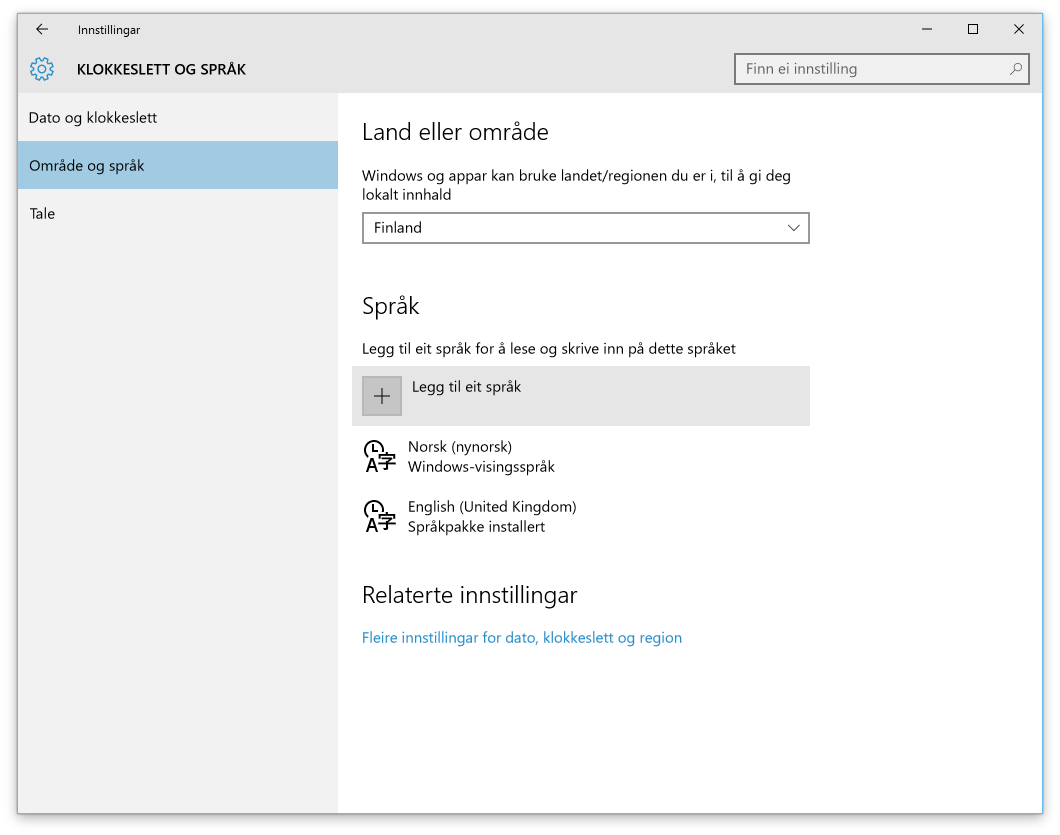 Innstillingar
KLOKKESLETT OG SPRÅK
Finn ei innstilling
Dato og klokkeslett
Område og språk
Tale
Land eller område
Windows og appar kan bruke landet/regionen du er i, til å gi deg
lokalt innhald
Finland
Språk
Legg til eit språk for å lese og skrive inn på dette språket
Legg til eit språk
Norsk (nynorsk)
Windows-visingsspråk
English (United Kingdom)
Språkpakke installert
Relaterte innstillingar
Fleire innstillingar for dato, klokkeslett og region